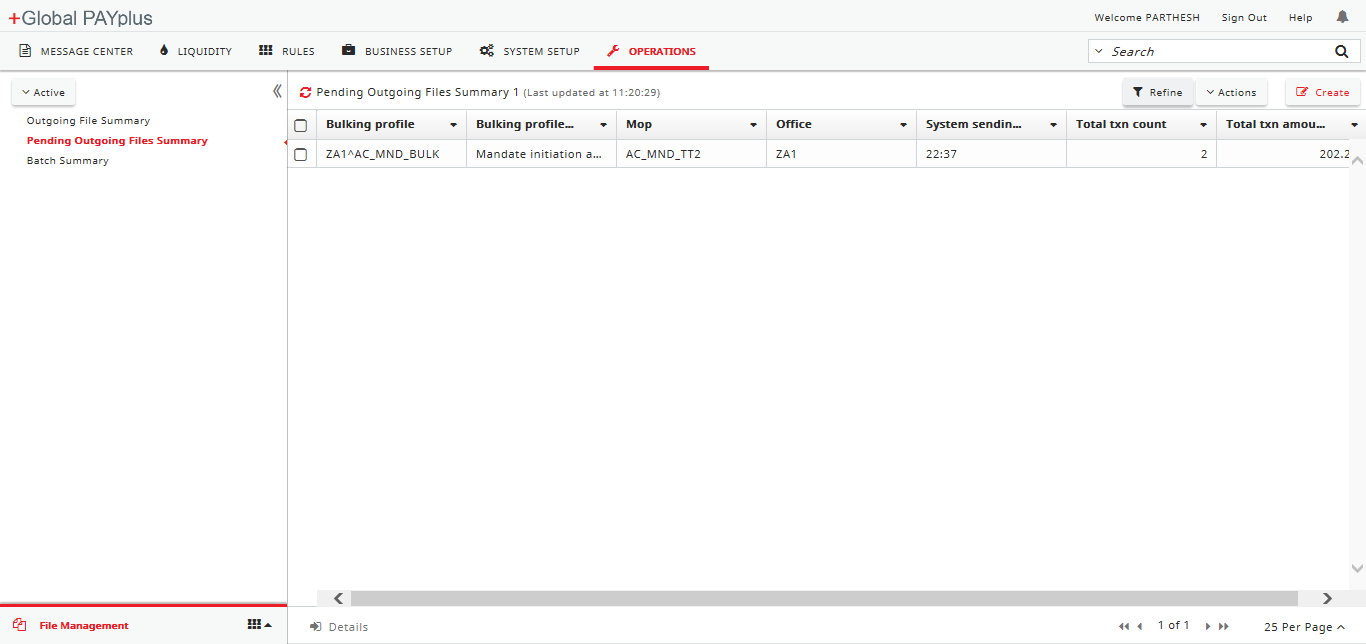 +Global PAYplus
Welcome PARTHESH Sign Out Help
MESSAGE CENTER LIQUIDITY RULES BUSINESS SETUP SYSTEM SETUP OPERATIONS Search
Active
Outgoing File Summary
Pending Outgoing Files Summary
Batch Summary
Pending Outgoing Files Summary 1 (Last updated at 11:20:29) Refine Actions Create
Bulking profile Bulking profile... Mop Office System sendin... Total txn count Total txn amou...
ZA1^AC_MND_BULK Mandate initiation a... AC_MND_TT2 ZA1 22:37 2 202.2
File Management
Details 1 of 1 25 Per Page